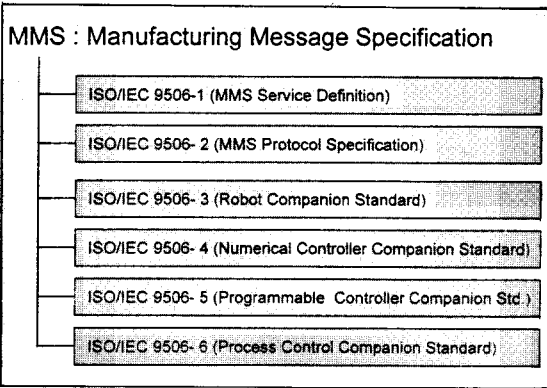 MMS : Manufacturing Message Specification
ISO/IEC 9506-1 (MMS Service Definition)
ISO/IEC 9506- 2 (MMS Protocol Specification)
ISO/IEC 9506- 3 (Robot Companion Standard)
ISO/IEC 9506- 4 (Numerical Controller Companion Standard)
ISO/IEC 9506- 5 (Programmable Controller Companion Std.)
ISO/IEC 9506- 6 (Process Control Companion Standard)